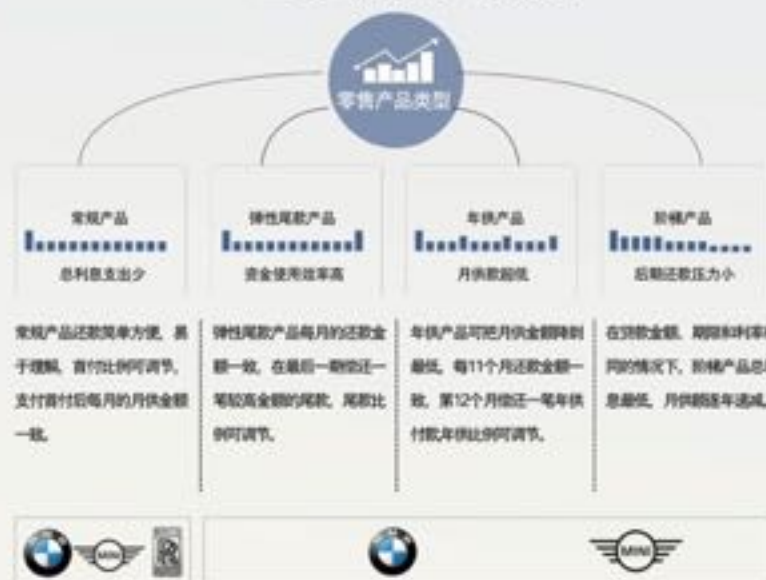 零售产品类型
常规产品
总利息支出少
弹性尾款产品
资金使用效率高
年供产品
月供款超低
阶梯产品
后期还款压力小
常规产品还款简单方便，易
于理解，首付比例可调节，
支付首付后每月的月供金额
一致。
弹性尾款产品每月的还款金
额一致，在最后一期偿还一
笔较高金额的尾款，尾款比
例可调节。
年供产品可把月供金额降到
最低，每11个月还款金额一
致，第12个月偿还一笔年供
付款,年供比例可调节。
在贷款金额、期限和利率
同的情况下，阶梯产品总
息最低，月供额逐年递减
MINI
MINI